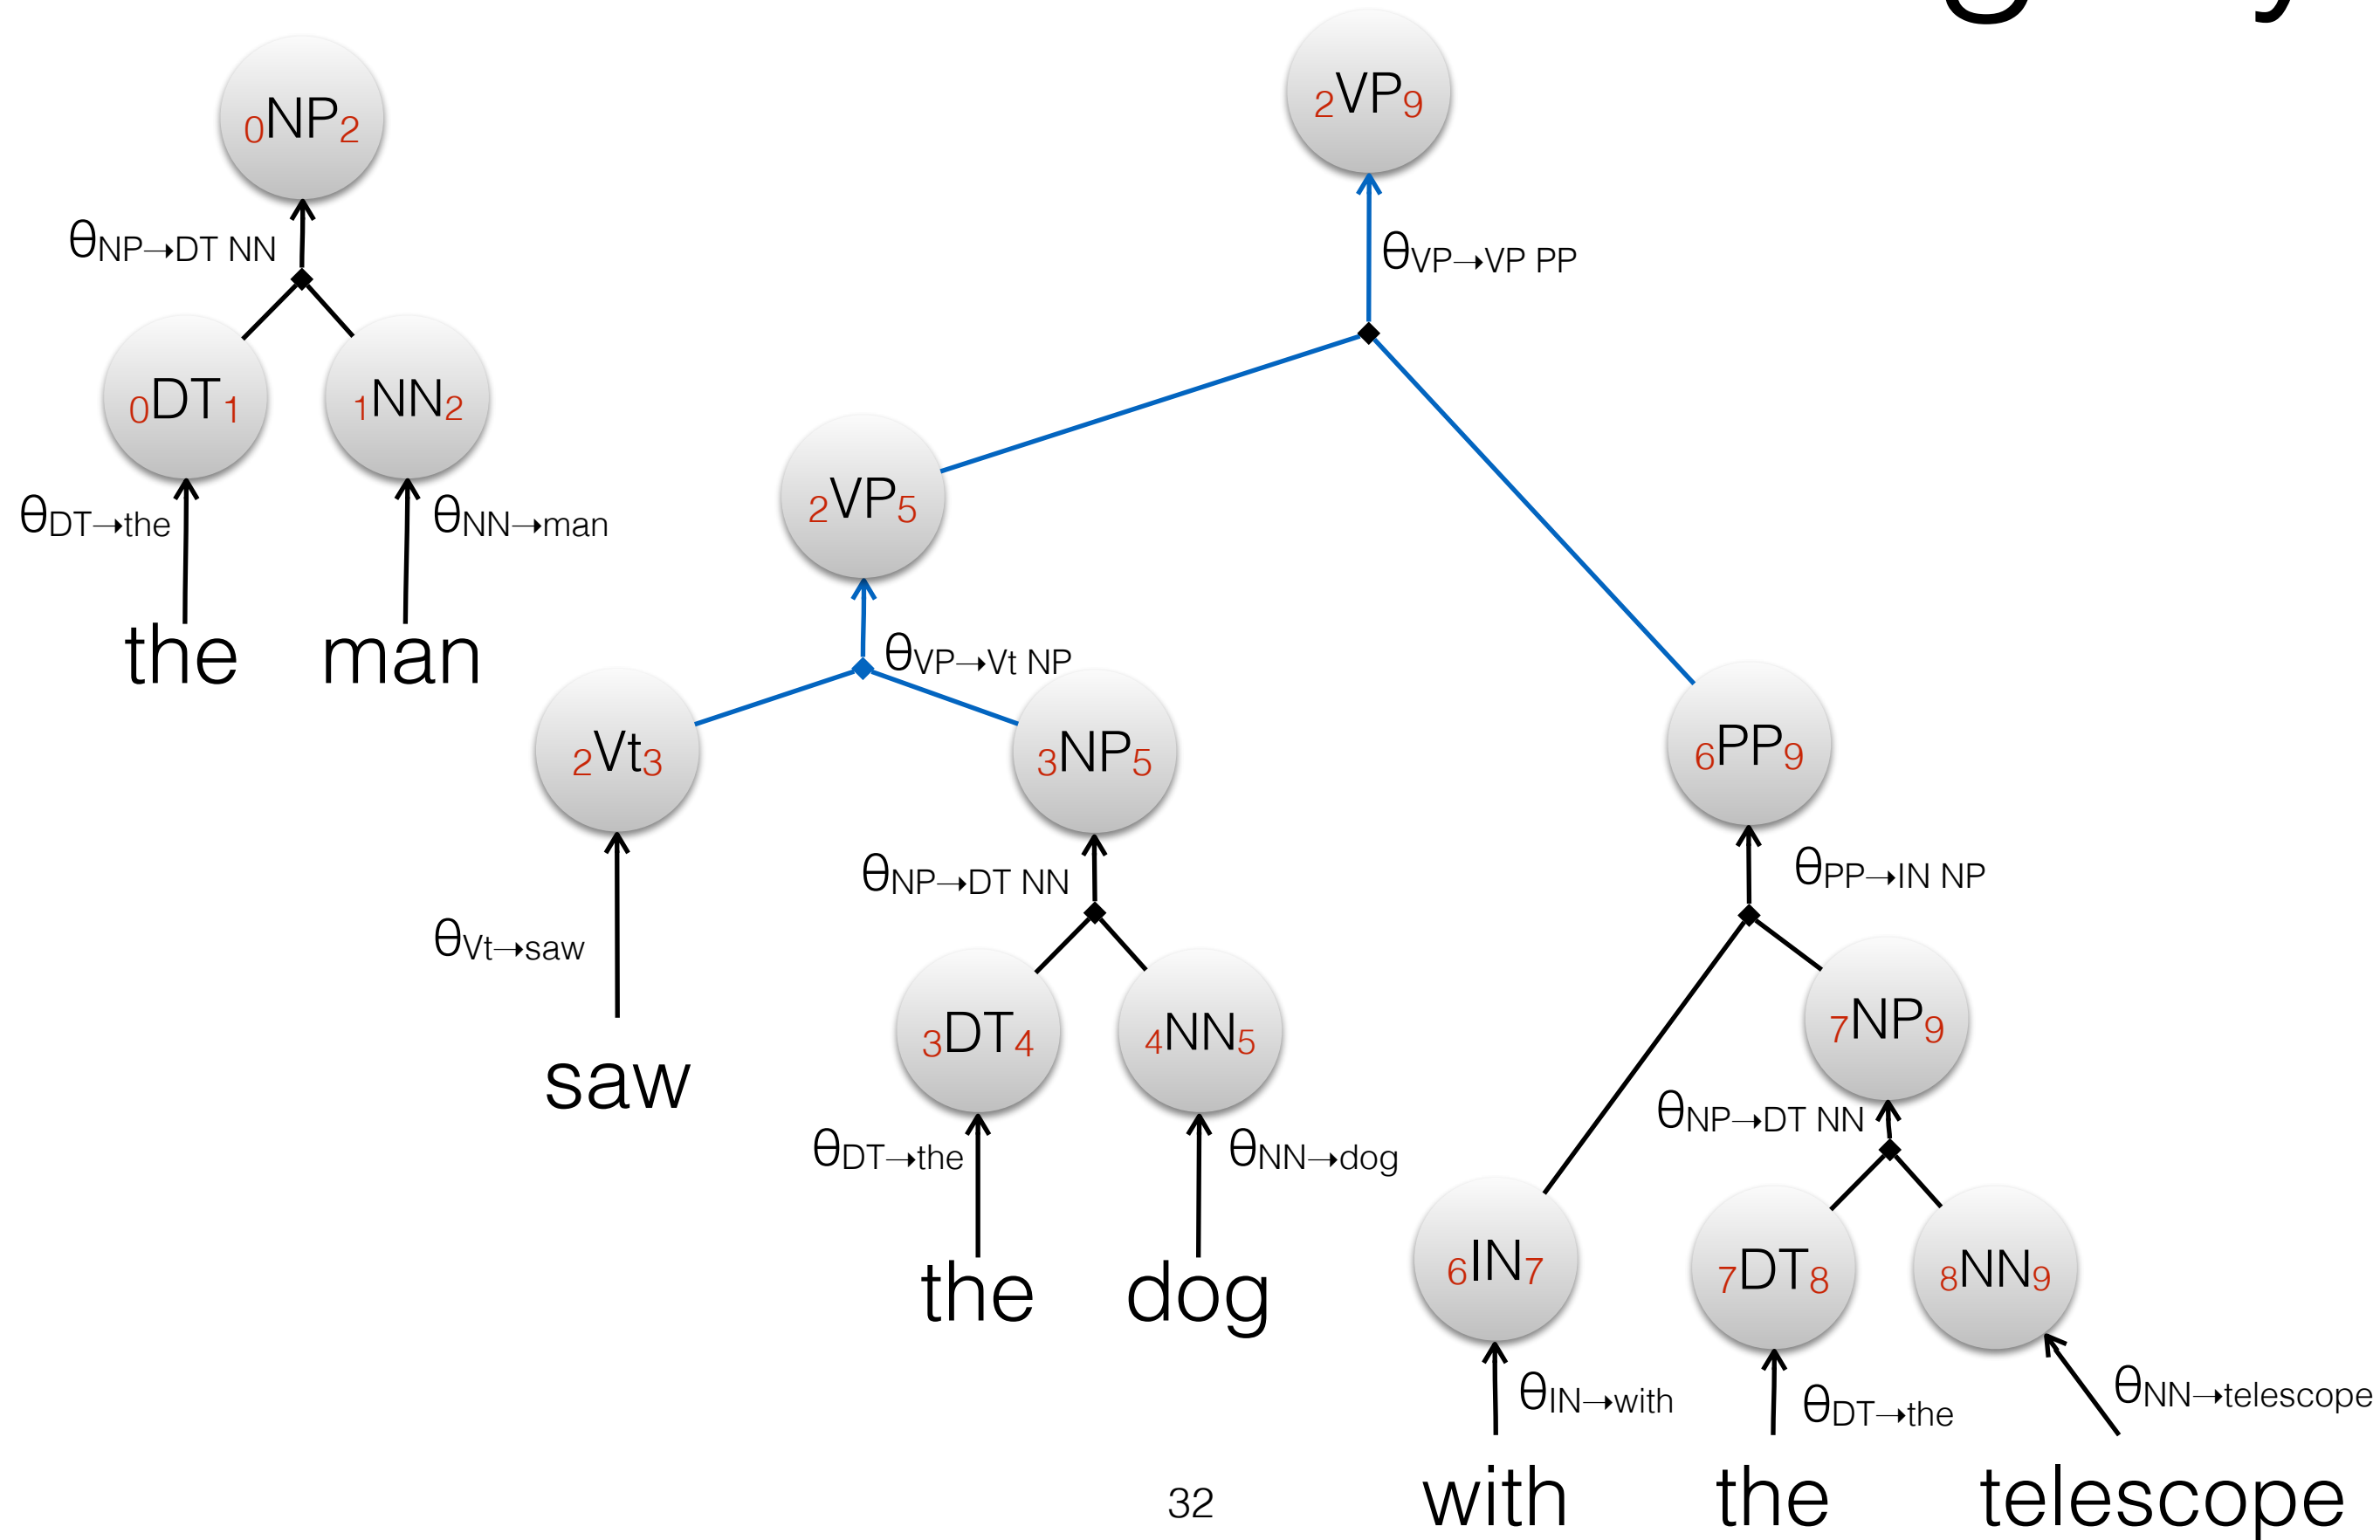 0NP2
2VP9
θNP→DT NN
θVP→VP PP
0DT1
1NN2
θDT→the
θNN→man
the man
2VP5
θVP→Vt NP
2Vt3
3NP5
6PP9
θNP→DT NN
θPP→IN NP
θVt→saw
saw
3DT4
4NN5
7NP9
θDT→the
θNN→dog
θNP→DT NN
the dog
6IN7
7DT8
8NN9
θIN→with
θDT→the
θNN→telescope
with the telescope
32